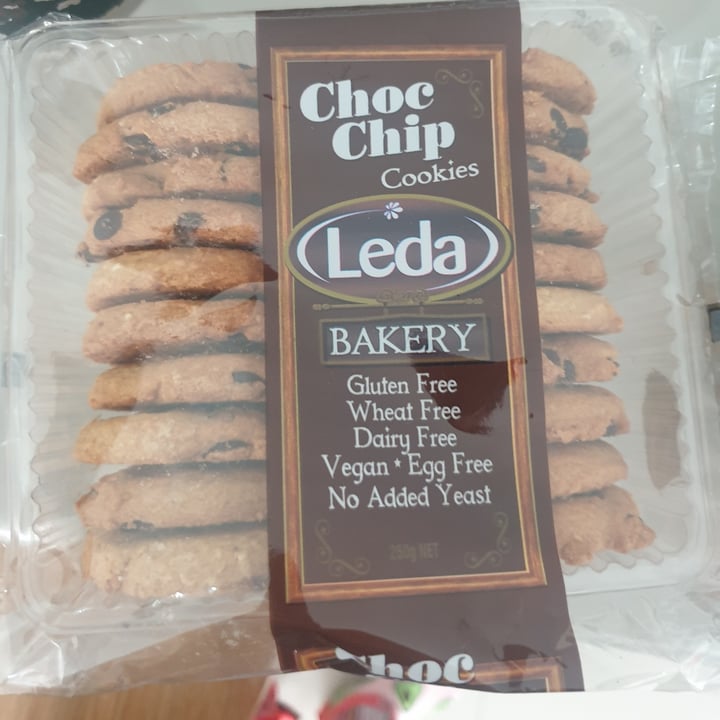 Choc
Chip
Cookies
Leda
BAKERY
Gluten Free
Wheat Free
Dairy Free
Vegan * Egg Free
No Added Yeast
250g NET
Choc